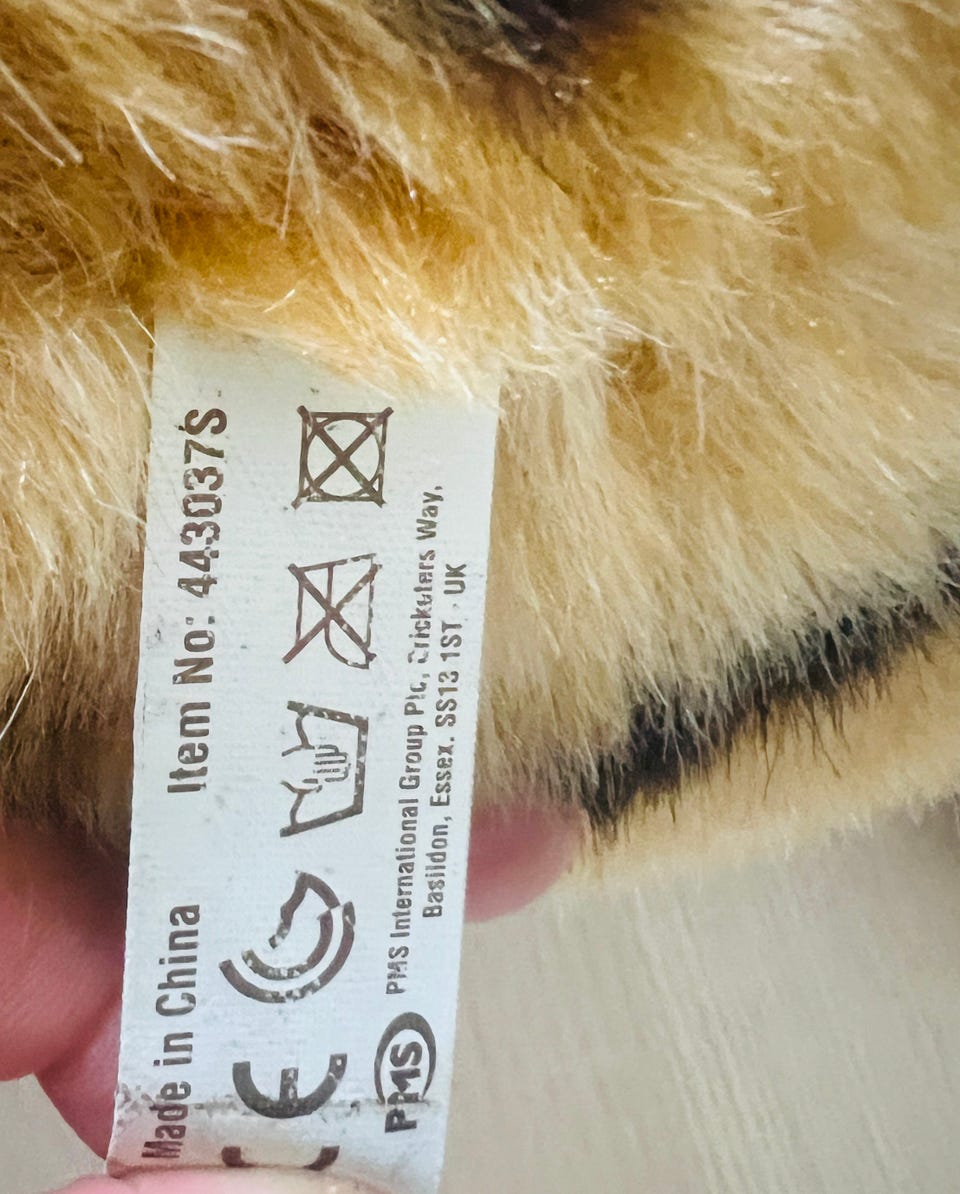 Made in China Item No: 443037S
CE
PMS
PMS International Group Plc, Cricketers Way,
Basildon, Essex. SS13 1ST UK